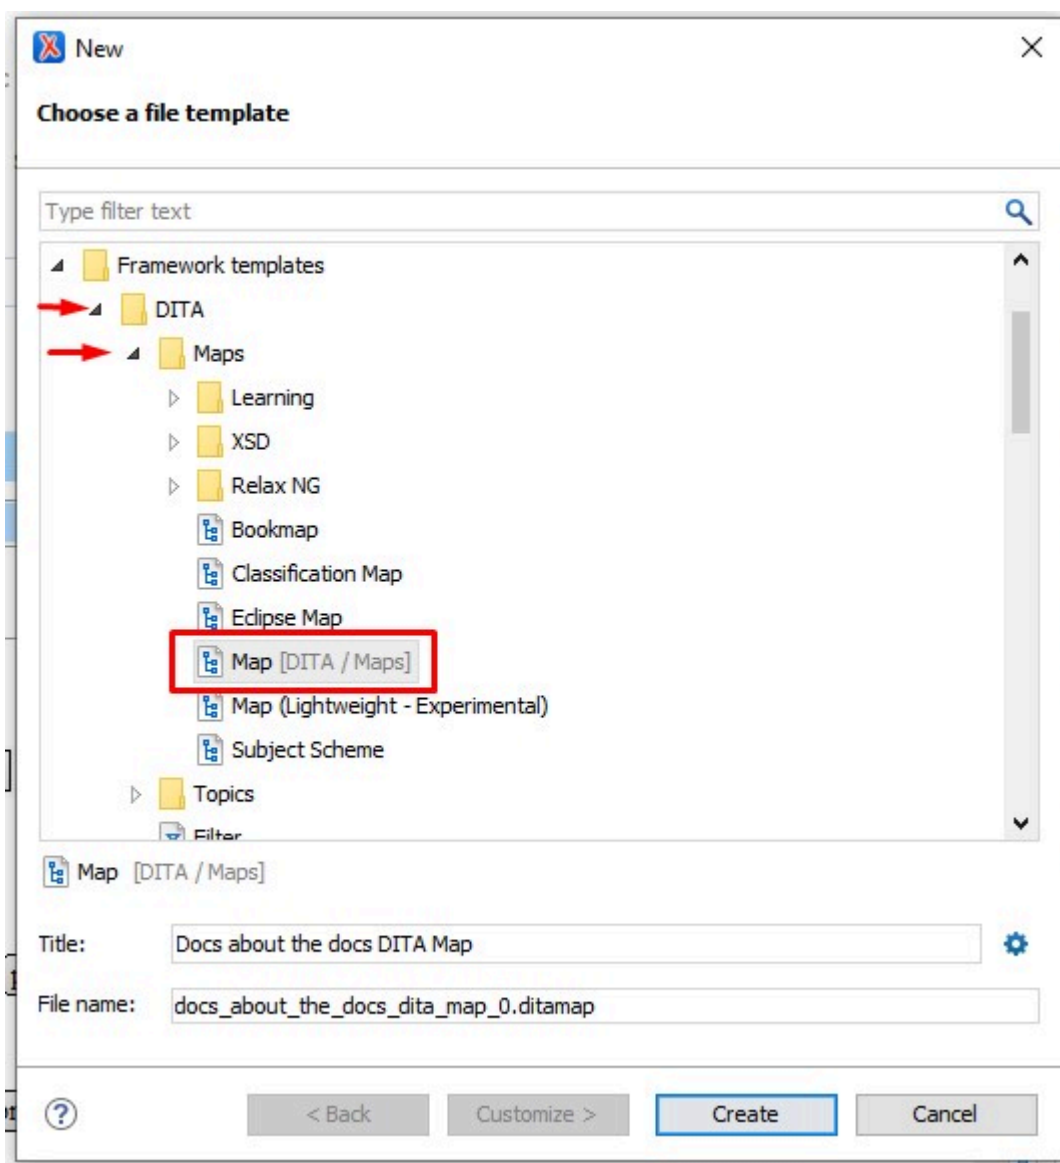 New
Choose a file template
Type filter text
Framework templates
DITA
Maps
Learning
XSD
Relax NG
Bookmap
Classification Map
Eclipse Map
Map [DITA / Maps]
Map (Lightweight - Experimental)
Subject Scheme
Topics
Filter
Map [DITA / Maps]
Title: Docs about the docs DITA Map
File name: docs_about_the_docs_dita_map_0.ditamap
? < Back Customize > Create Cancel